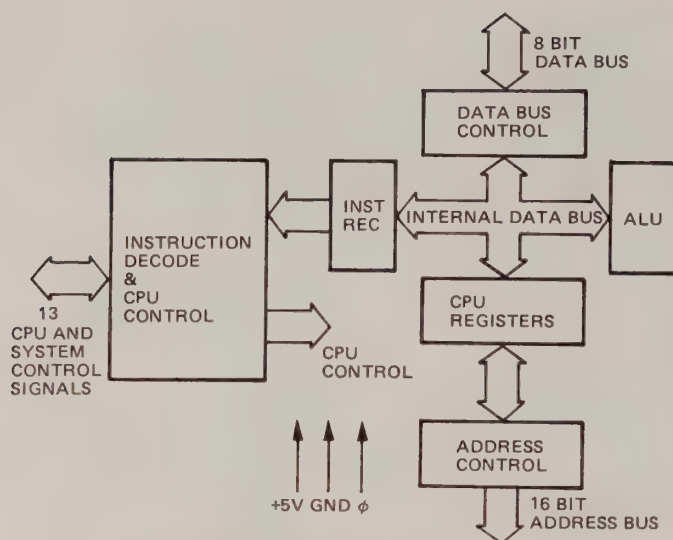 8 BIT
DATA BUS
DATA BUS
CONTROL
INST
REC
INTERNAL DATA BUS
ALU
INSTRUCTION
DECODE
&
CPU
CONTROL
13
CPU AND
SYSTEM
CONTROL
SIGNALS
CPU
CONTROL
CPU
REGISTERS
ADDRESS
CONTROL
+5V GND ϕ
16 BIT
ADDRESS BUS